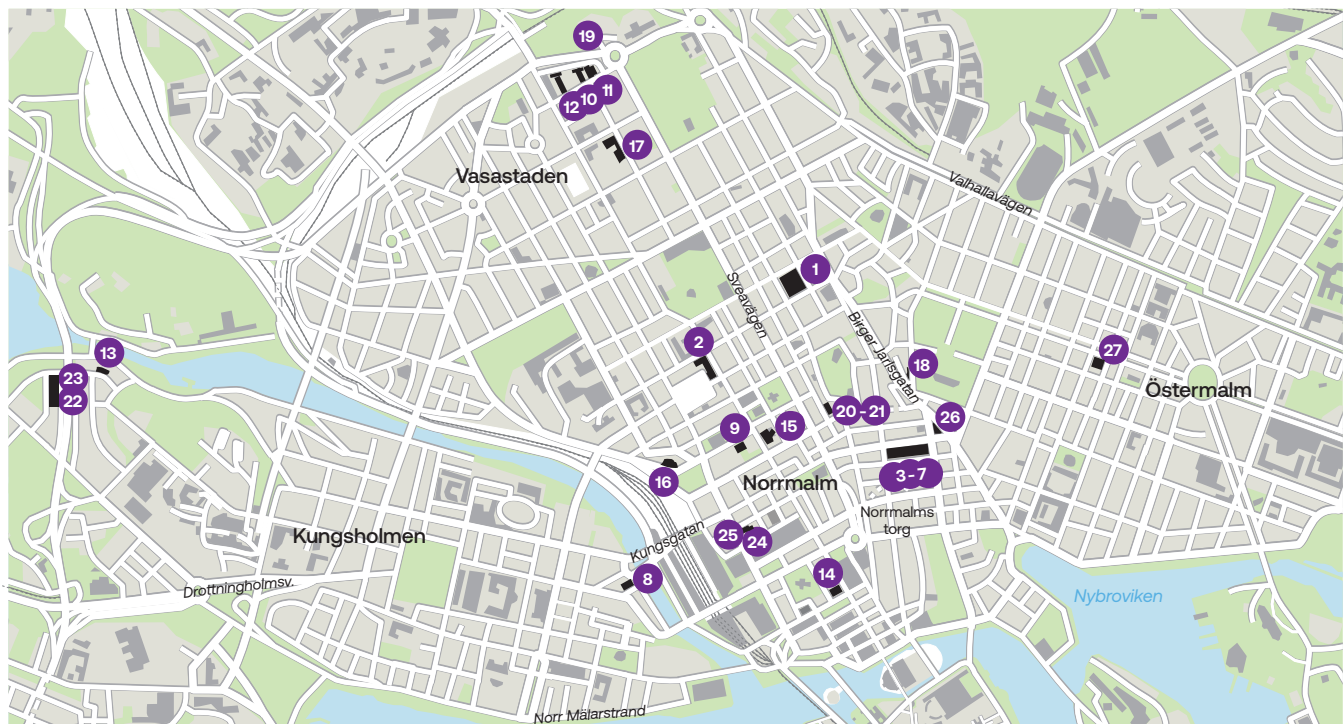 19
11
10
12
17
Vasastaden
Valhallavägen
1
Sveavägen
Birger Jarlsgatan
2
13
27
18
23
22
Östermalm
20-21
26
9
15
3-7
16
Norrmalm
Norrmalms
torg
Kungsholmen
Kungsgatan
25
24
14
8
Drottningholmsv.
Nybroviken
Norr Mälarstrand